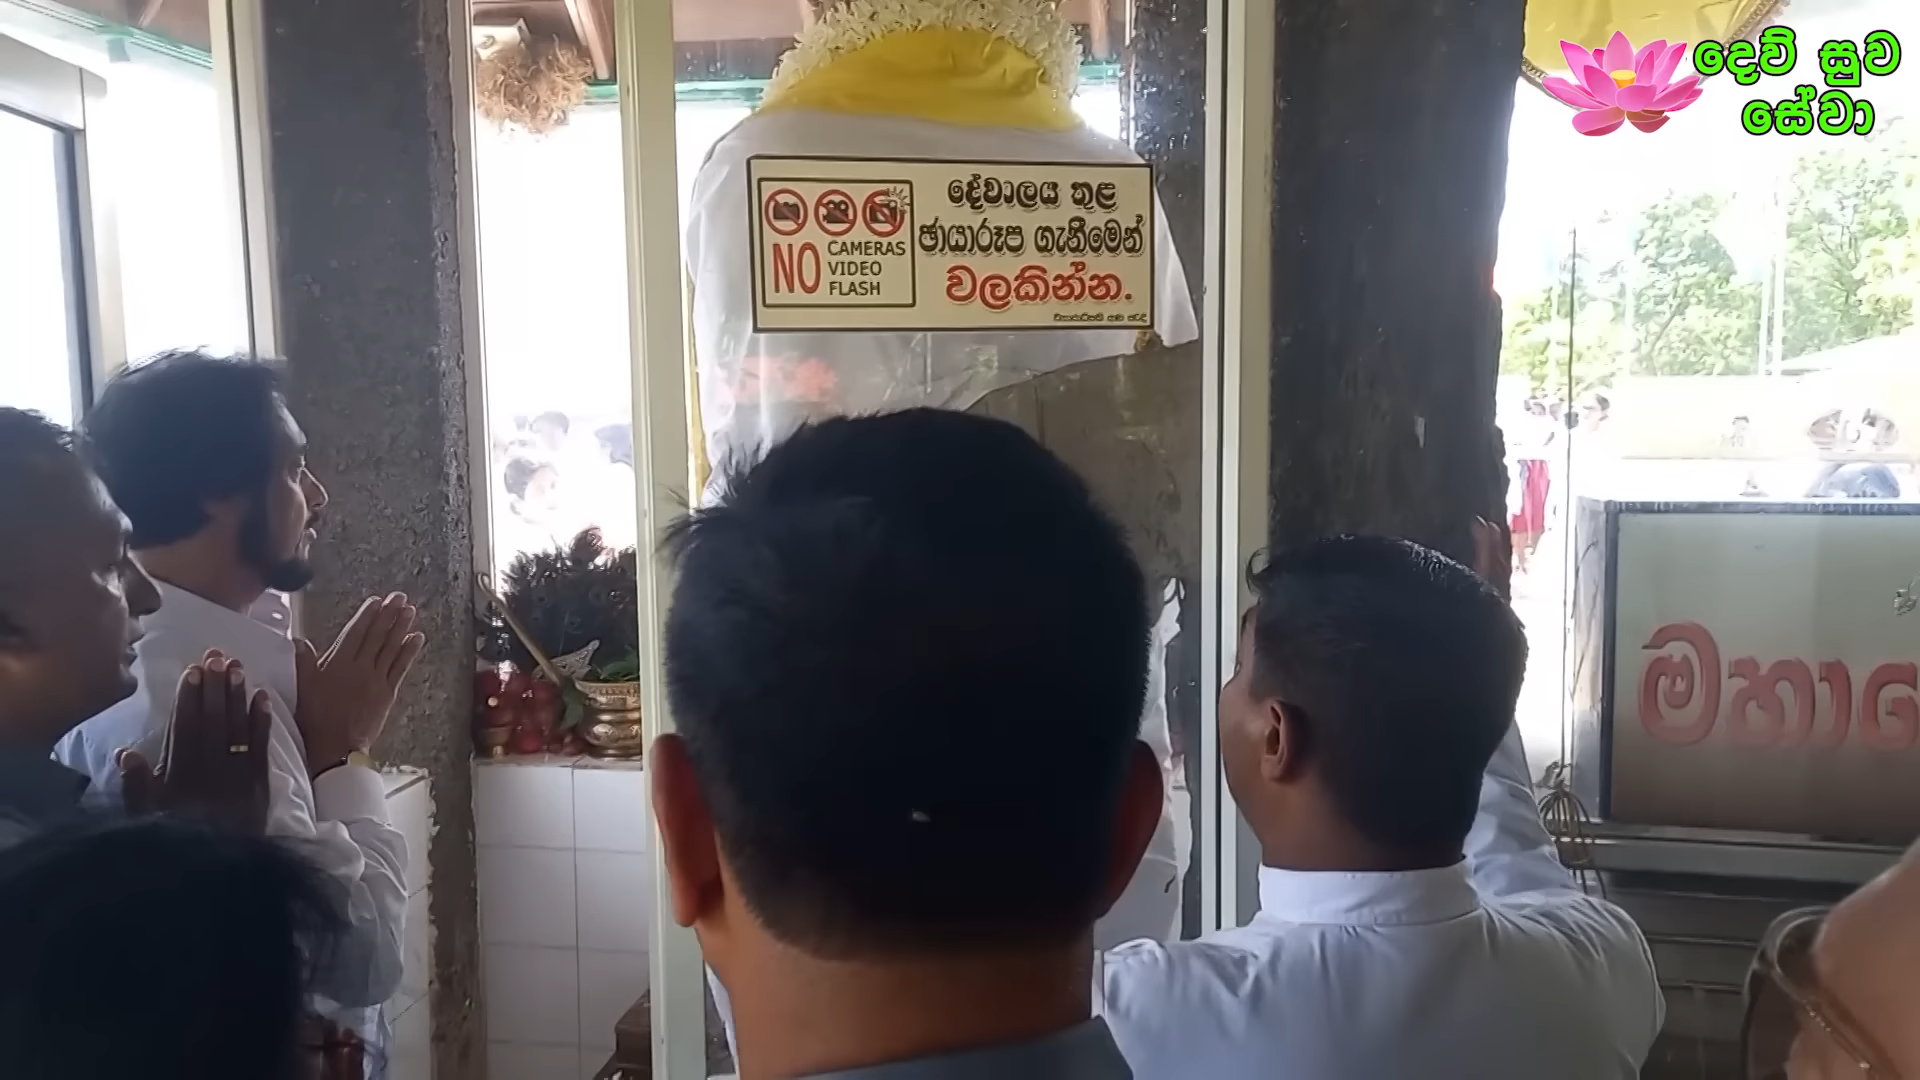 දෙව් සුව
සේවා
දේවාලය තුළ
ඡායාරූප ගැනීමෙන්
වලකින්න.
NO
CAMERAS
VIDEO
FLASH